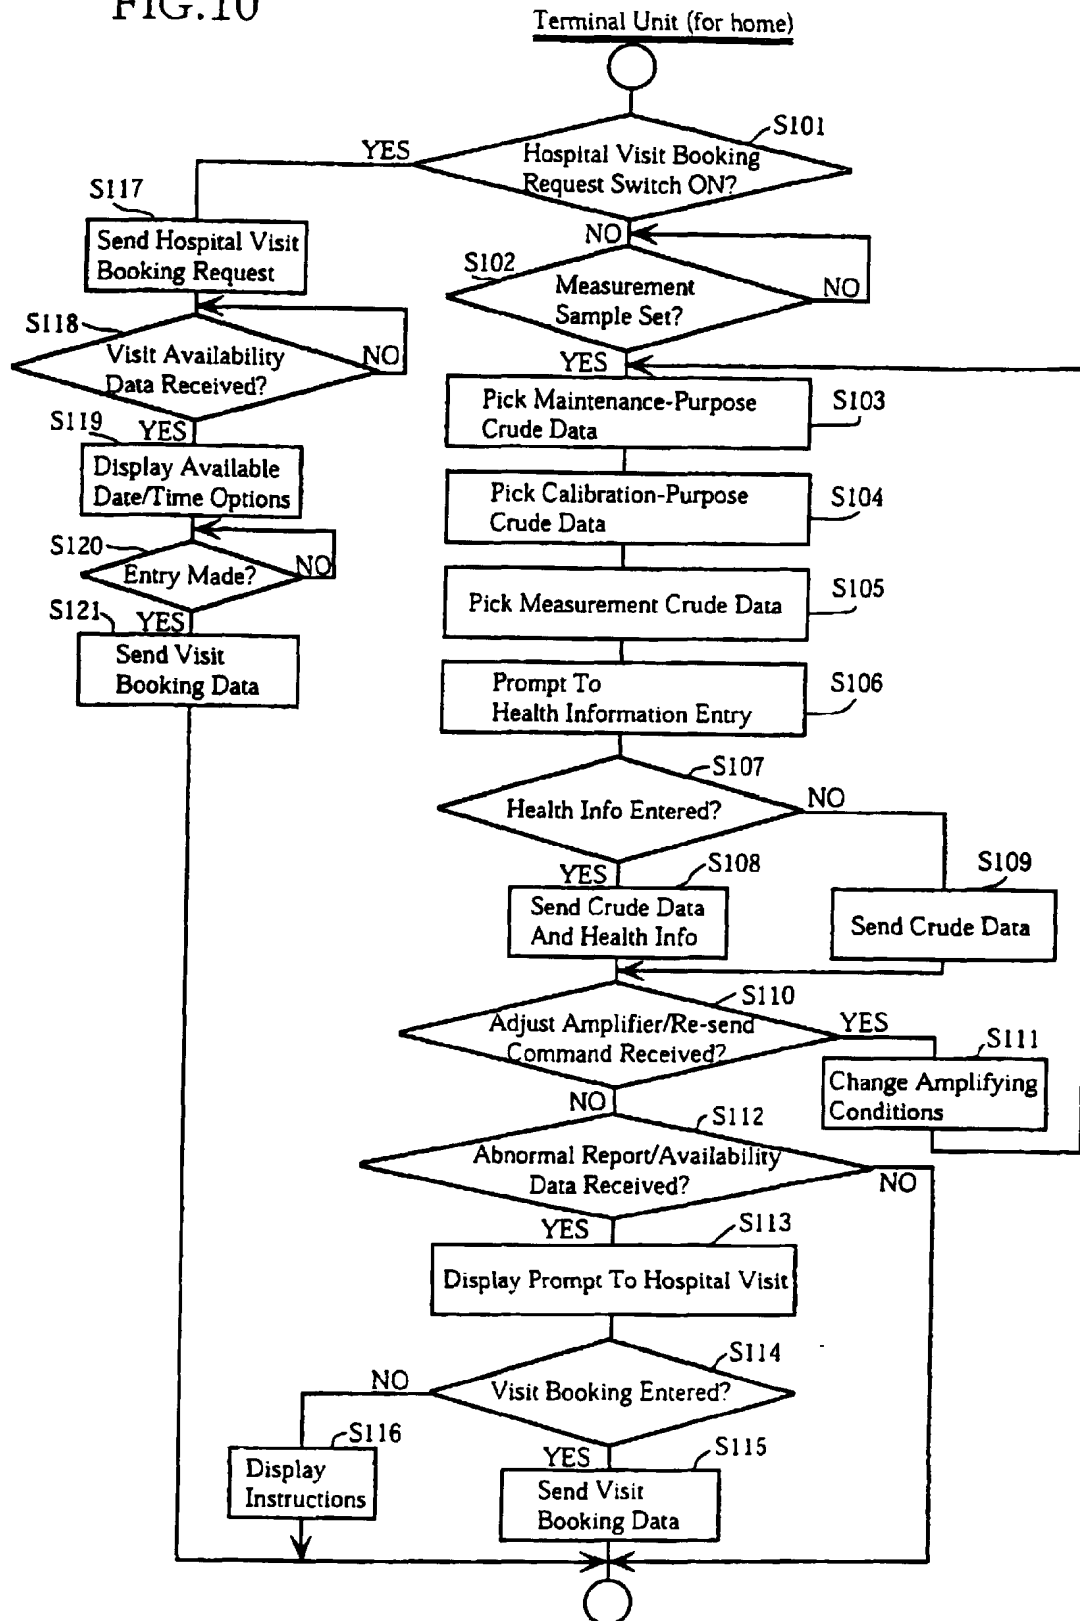 FIG.10
Terminal Unit (for home)
S101
YES
Hospital Visit Booking
Request Switch ON?
S117
Send Hospital Visit
Booking Request
NO
S102
Measurement
Sample Set?
NO
S118
Visit Availability
Data Received?
NO
YES
Pick Maintenance-Purpose
Crude Data
S103
S119
YES
Display Available
Date/Time Options
Pick Calibration-Purpose
Crude Data
S104
S120
Entry Made?
NO
Pick Measurement Crude Data
S105
S121
YES
Send Visit
Booking Data
Prompt To
Health Information Entry
S106
S107
Health Info Entered?
NO
YES
S108
Send Crude Data
And Health Info
S109
Send Crude Data
S110
Adjust Amplifier/Re-send
Command Received?
YES
S111
Change Amplifying
Conditions
NO
S112
Abnormal Report/Availability
Data Received?
NO
YES
S113
Display Prompt To Hospital Visit
S114
Visit Booking Entered?
NO
S116
Display
Instructions
YES
S115
Send Visit
Booking Data